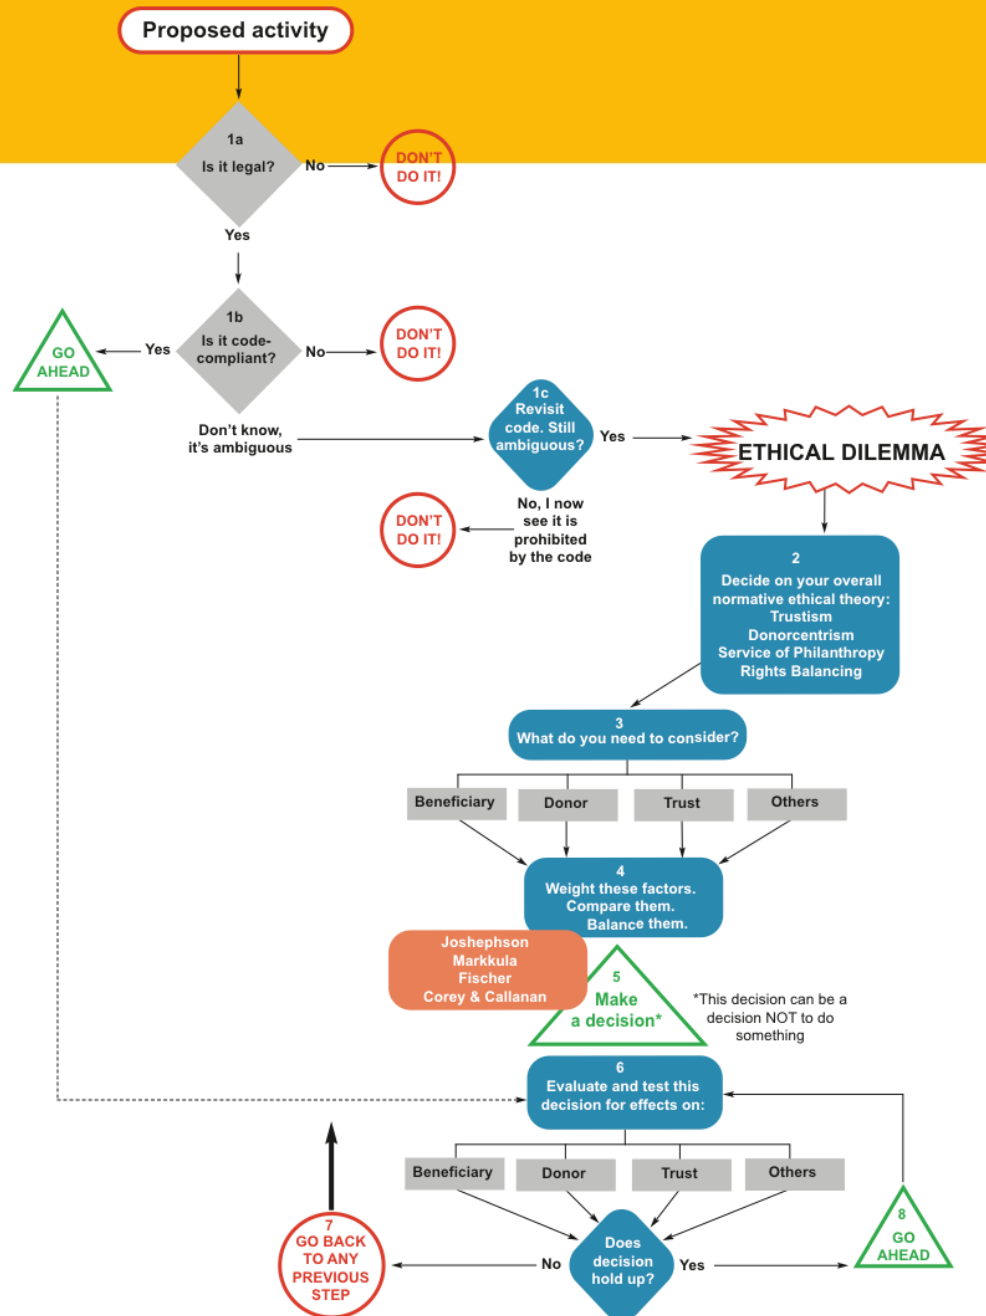 Proposed activity
1a
Is it legal?
No
DON'T
DO IT!
Yes
1b
Is it code-
compliant?
Yes
GO
AHEAD
No
DON'T
DO IT!
Don't know,
it's ambiguous
1c
Revisit
code. Still
ambiguous?
Yes
ETHICAL DILEMMA
No, I now
see it is
prohibited
by the code
DON'T
DO IT!
2
Decide on your overall
normative ethical theory:
Trustism
Donorcentrism
Service of Philanthropy
Rights Balancing
3
What do you need to consider?
Beneficiary
Donor
Trust
Others
4
Weight these factors.
Compare them.
Balance them.
Joshephson
Markkula
Fischer
Corey & Callanan
5
Make
a decision*
*This decision can be a
decision NOT to do
something
6
Evaluate and test this
decision for effects on:
Beneficiary
Donor
Trust
Others
Does
decision
hold up?
No
7
GO BACK
TO ANY
PREVIOUS
STEP
Yes
8
GO
AHEAD